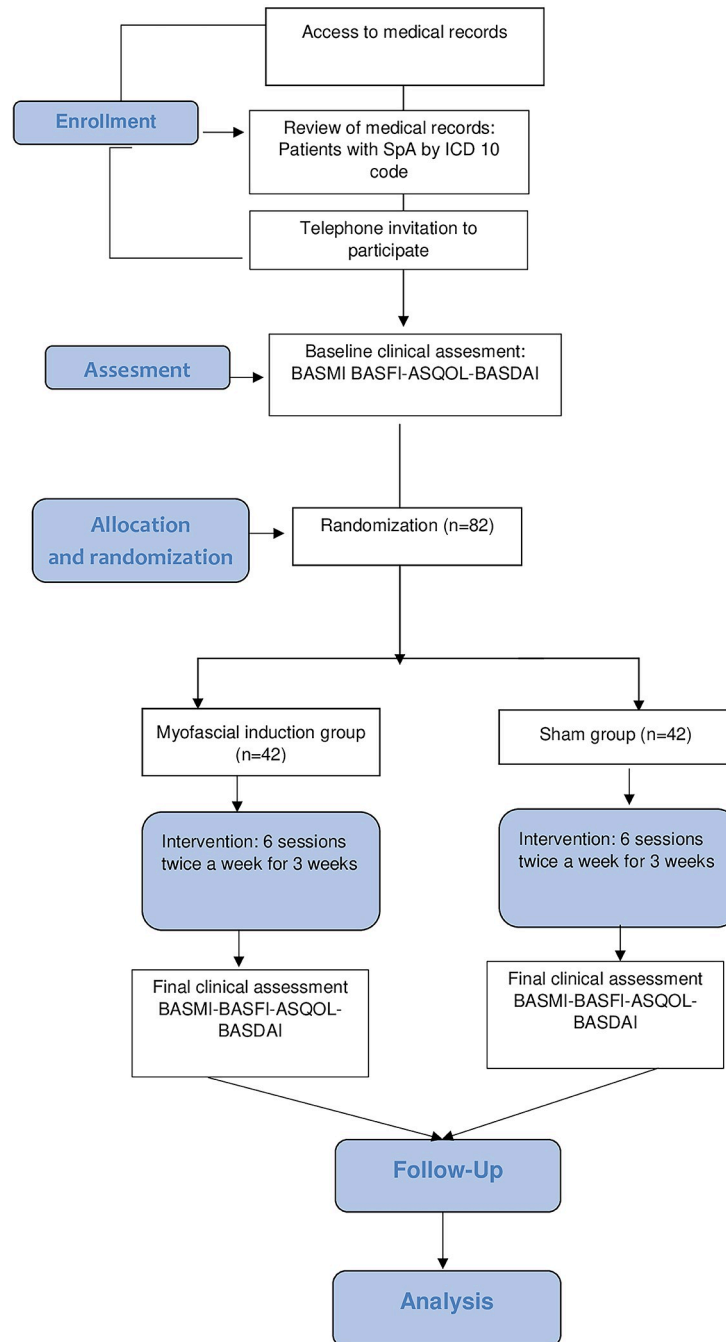 Access to medical records
Enrollment
Review of medical records:
Patients with SpA by ICD 10
code
Telephone invitation to
participate
Baseline clinical assesment:
BASMI BASFI-ASQOL-BASDAI
Assesment
Allocation
and randomization
Randomization (n=82)
Myofascial induction group
(n=42)
Sham group (n=42)
Intervention: 6 sessions
twice a week for 3 weeks
Intervention: 6 sessions
twice a week for 3 weeks
Final clinical assessment
BASMI-BASFI-ASQOL-
BASDAI
Final clinical assessment
BASMI-BASFI-ASQOL-
BASDAI
Follow-Up
Analysis